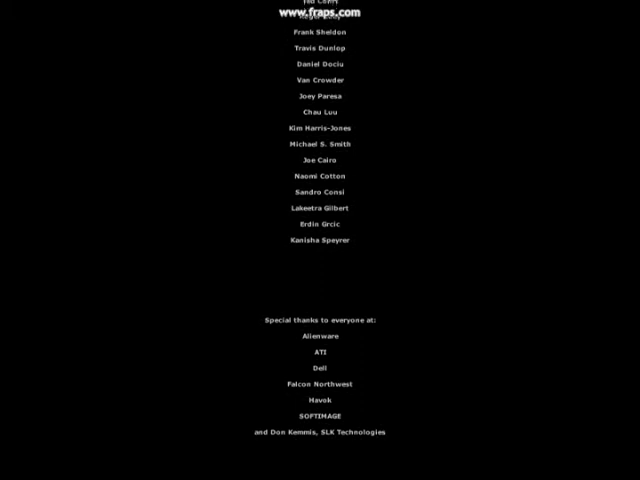 www.fraps.com
Frank Sheldon
Travis Dunlop
Daniel Dociu
Van Crowder
Joey Paresa
Chau Luu
Kim Harris-Jones
Michael S. Smith
Joe Cairo
Naomi Cotton
Sandro Consi
Lakeetra Gilbert
Erdin Grcic
Kanisha Speyrer
Special thanks to everyone at:
Alienware
ATI
Dell
Falcon Northwest
Havok
SOFTIMAGE
and Don Kemmis, SLK Technologies